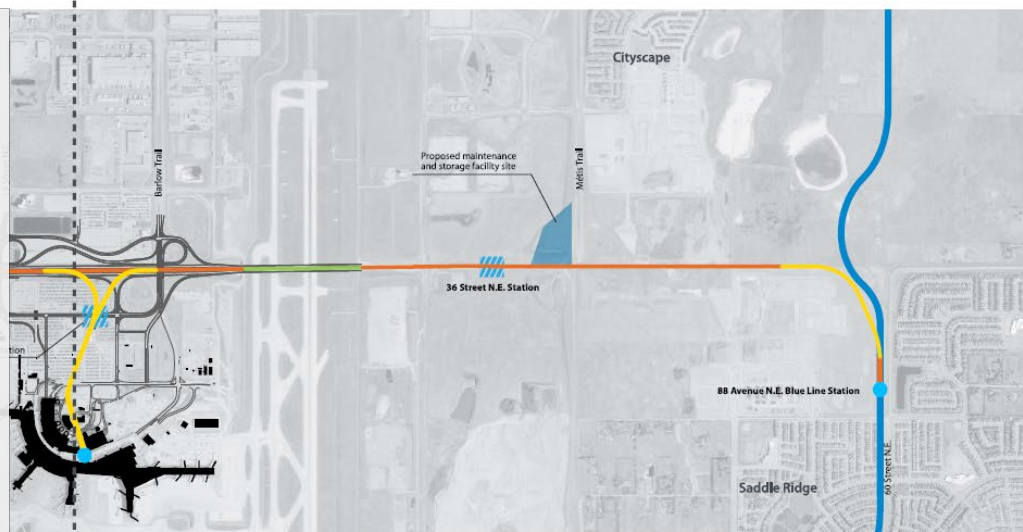 Cityscape
Proposed maintenance
and storage facility site
Barlow Trail
Métis Trail
36 Street N.E. Station
tion
88 Avenue N.E. Blue Line Station
60 Street N.E.
Saddle Ridge